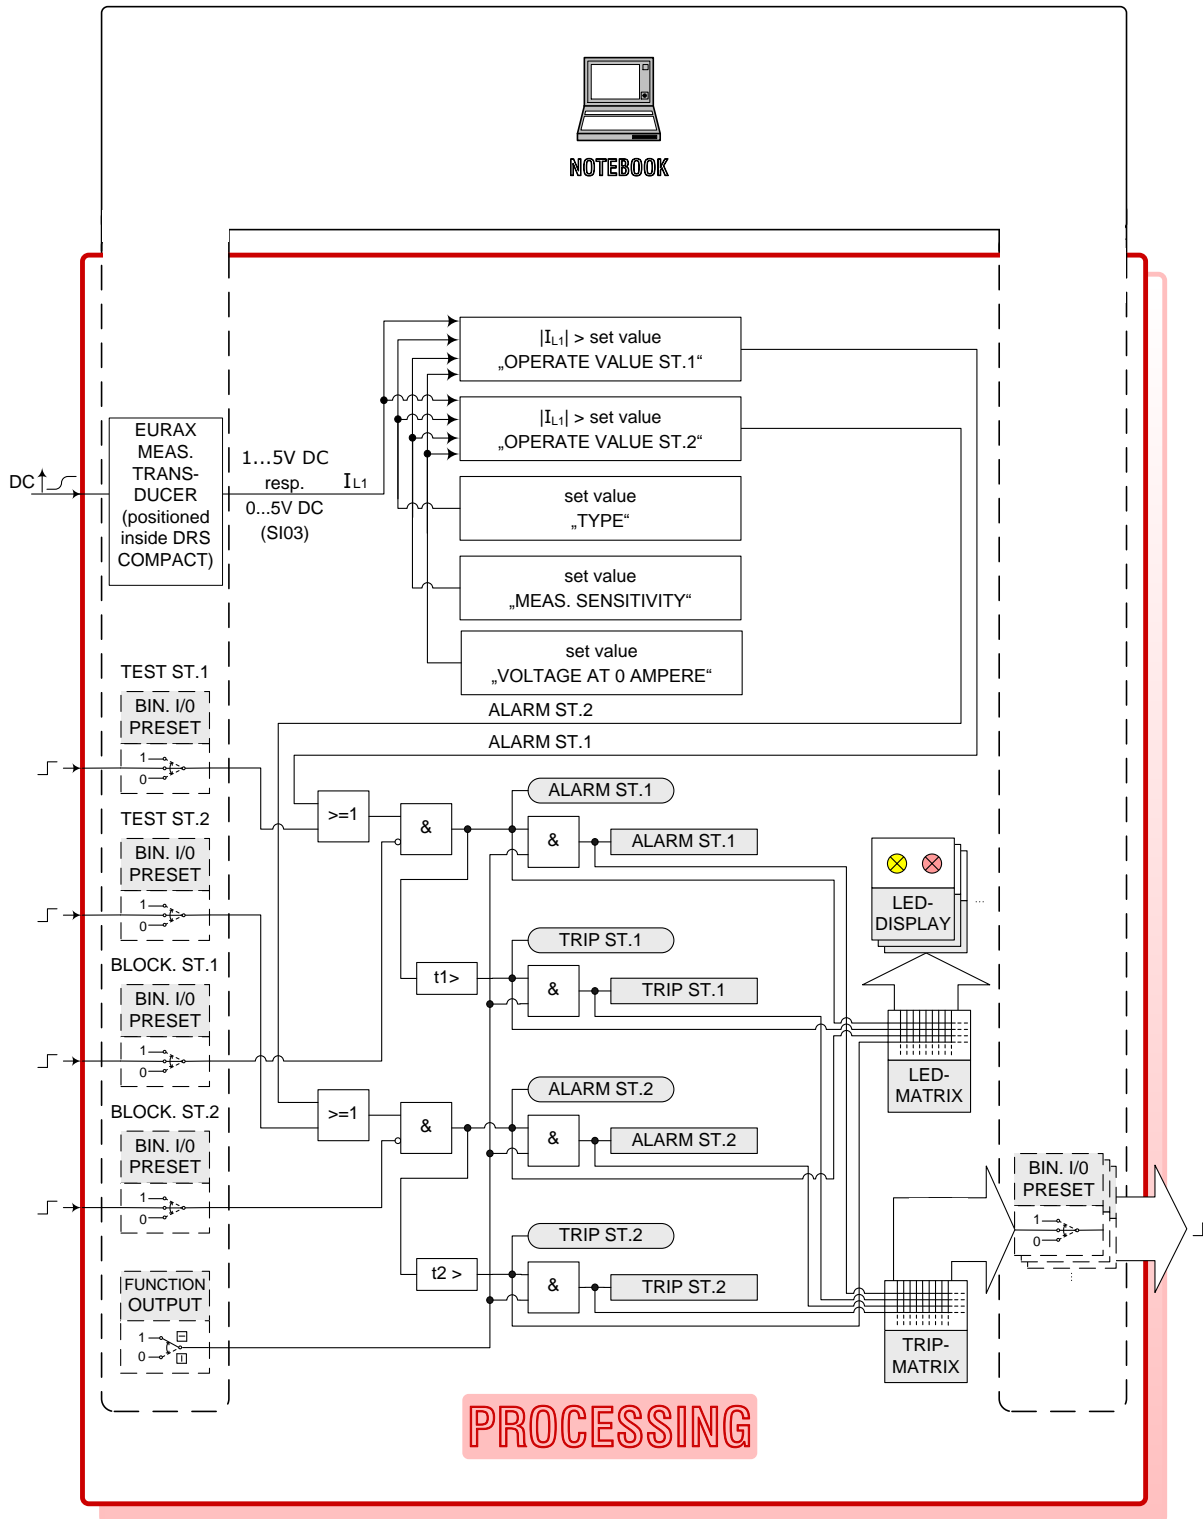 NOTEBOOK
|IL1| > set value
„OPERATE VALUE ST.1“
|IL1| > set value
„OPERATE VALUE ST.2“
EURAX
MEAS.
TRANS-
DUCER
(positioned
inside DRS
COMPACT)
DC
1...5V DC
resp.
0...5V DC
(SI03)
IL1
set value
„TYPE“
set value
„MEAS. SENSITIVITY“
set value
„VOLTAGE AT 0 AMPERE“
TEST ST.1
BIN. I/0
PRESET
1
0
ALARM ST.2
ALARM ST.1
>=1
&
ALARM ST.1
&
ALARM ST.1
TEST ST.2
BIN. I/0
PRESET
1
0
LED-
DISPLAY
...
TRIP ST.1
t1>
&
TRIP ST.1
BLOCK. ST.1
BIN. I/0
PRESET
1
0
LED-
MATRIX
ALARM ST.2
>=1
&
&
ALARM ST.2
BLOCK. ST.2
BIN. I/0
PRESET
1
0
BIN. I/0
PRESET
1
0
...
TRIP ST.2
t2 >
&
TRIP ST.2
FUNCTION
OUTPUT
1
0
TRIP-
MATRIX
PROCESSING